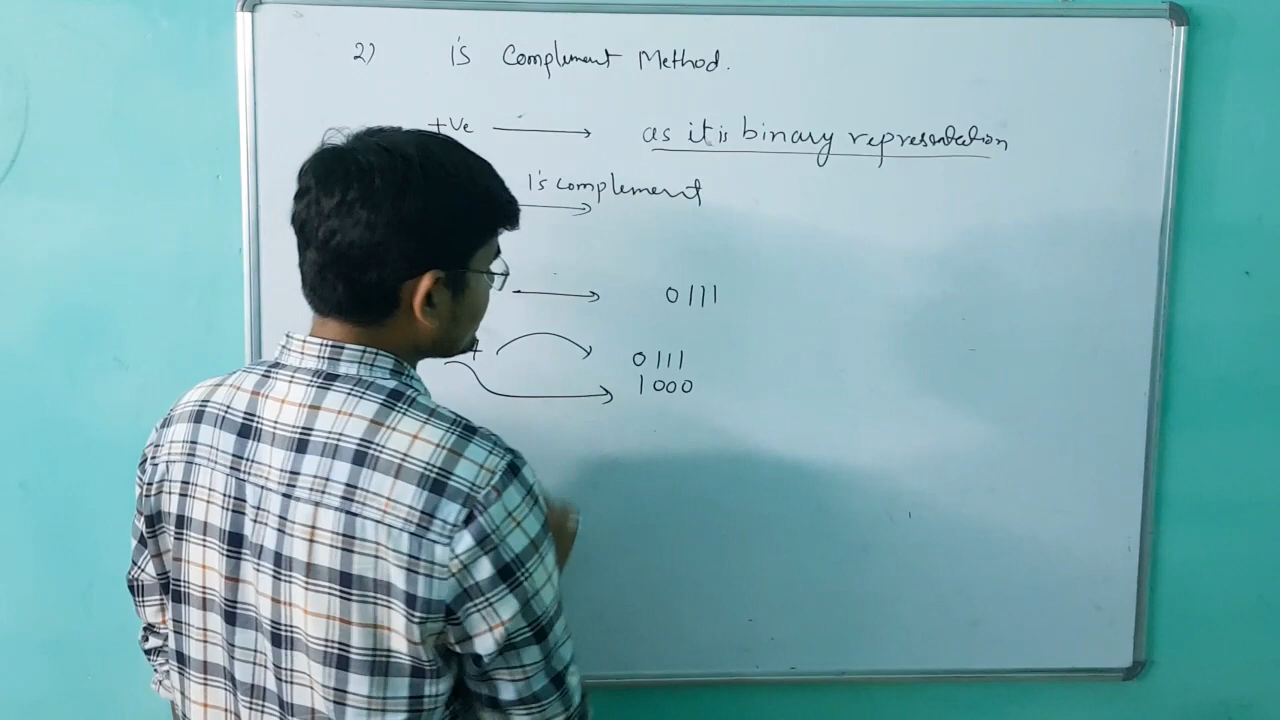 2) 1's Complement Method.
+Ve → as it is binary representation
1's complement →
→ 0111
→ 0111
→ 1000